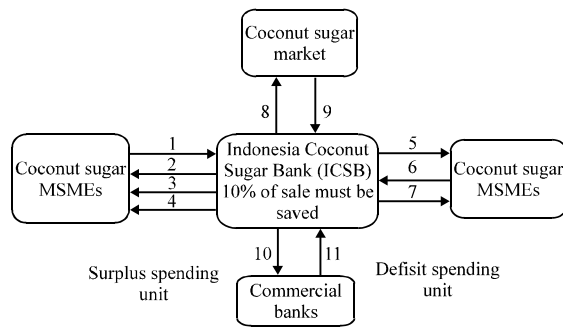 Coconut sugar
market
8
9
Coconut sugar
MSMEs
1
2
3
4
Indonesia Coconut
Sugar Bank (ICSB)
10% of sale must be
saved
5
6
7
Coconut sugar
MSMEs
10
11
Surplus spending
unit
Commercial
banks
Defisit spending
unit